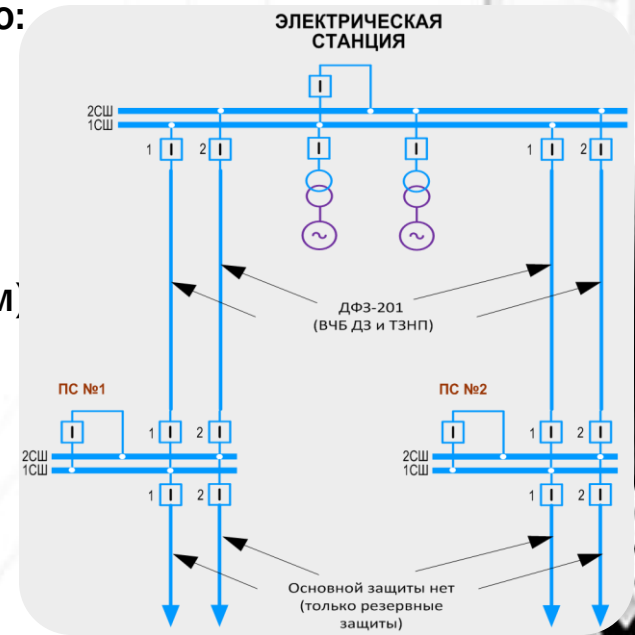 о:
ЭЛЕКТРИЧЕСКАЯ
СТАНЦИЯ
I
2СШ
1СШ
1 I 2 I I I 1 I 2 I
~ ~
м)
ДФЗ-201
(ВЧБ ДЗ и ТЗНП)
ПС №1 ПС №2
I 1 I 2 I I 1 I 2 I
2СШ 2СШ
1СШ 1СШ
1 I 2 I 1 I 2 I
Основной защиты нет
(только резервные
защиты)